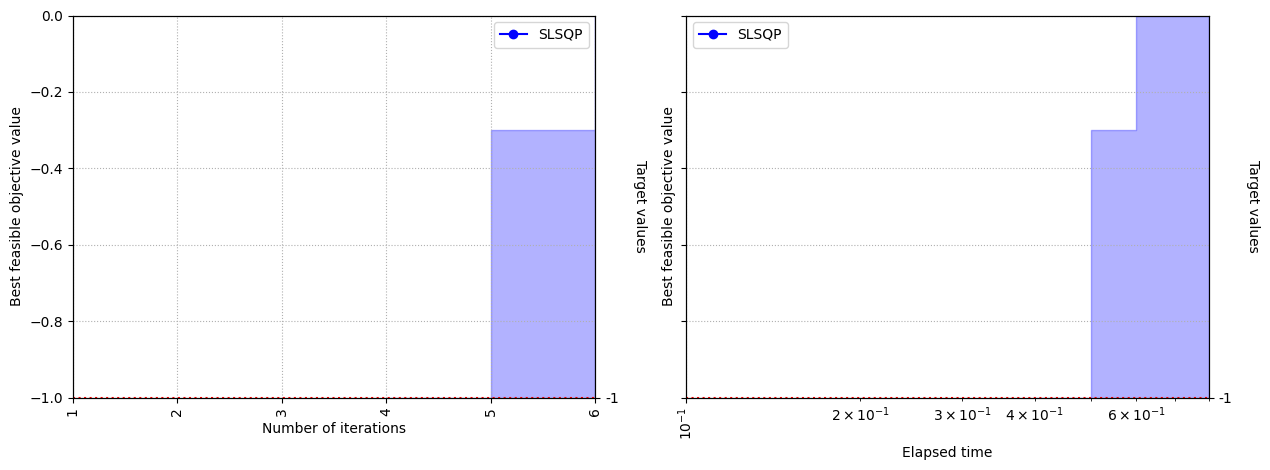 0.0
−0.2
−0.4
−0.6
−0.8
−1.0
Best feasible objective value
1
2
3
4
5
6
Number of iterations
SLSQP
-1
Target values
Best feasible objective value
SLSQP
10⁻¹
2 × 10⁻¹
3 × 10⁻¹
4 × 10⁻¹
6 × 10⁻¹
Elapsed time
-1
Target values